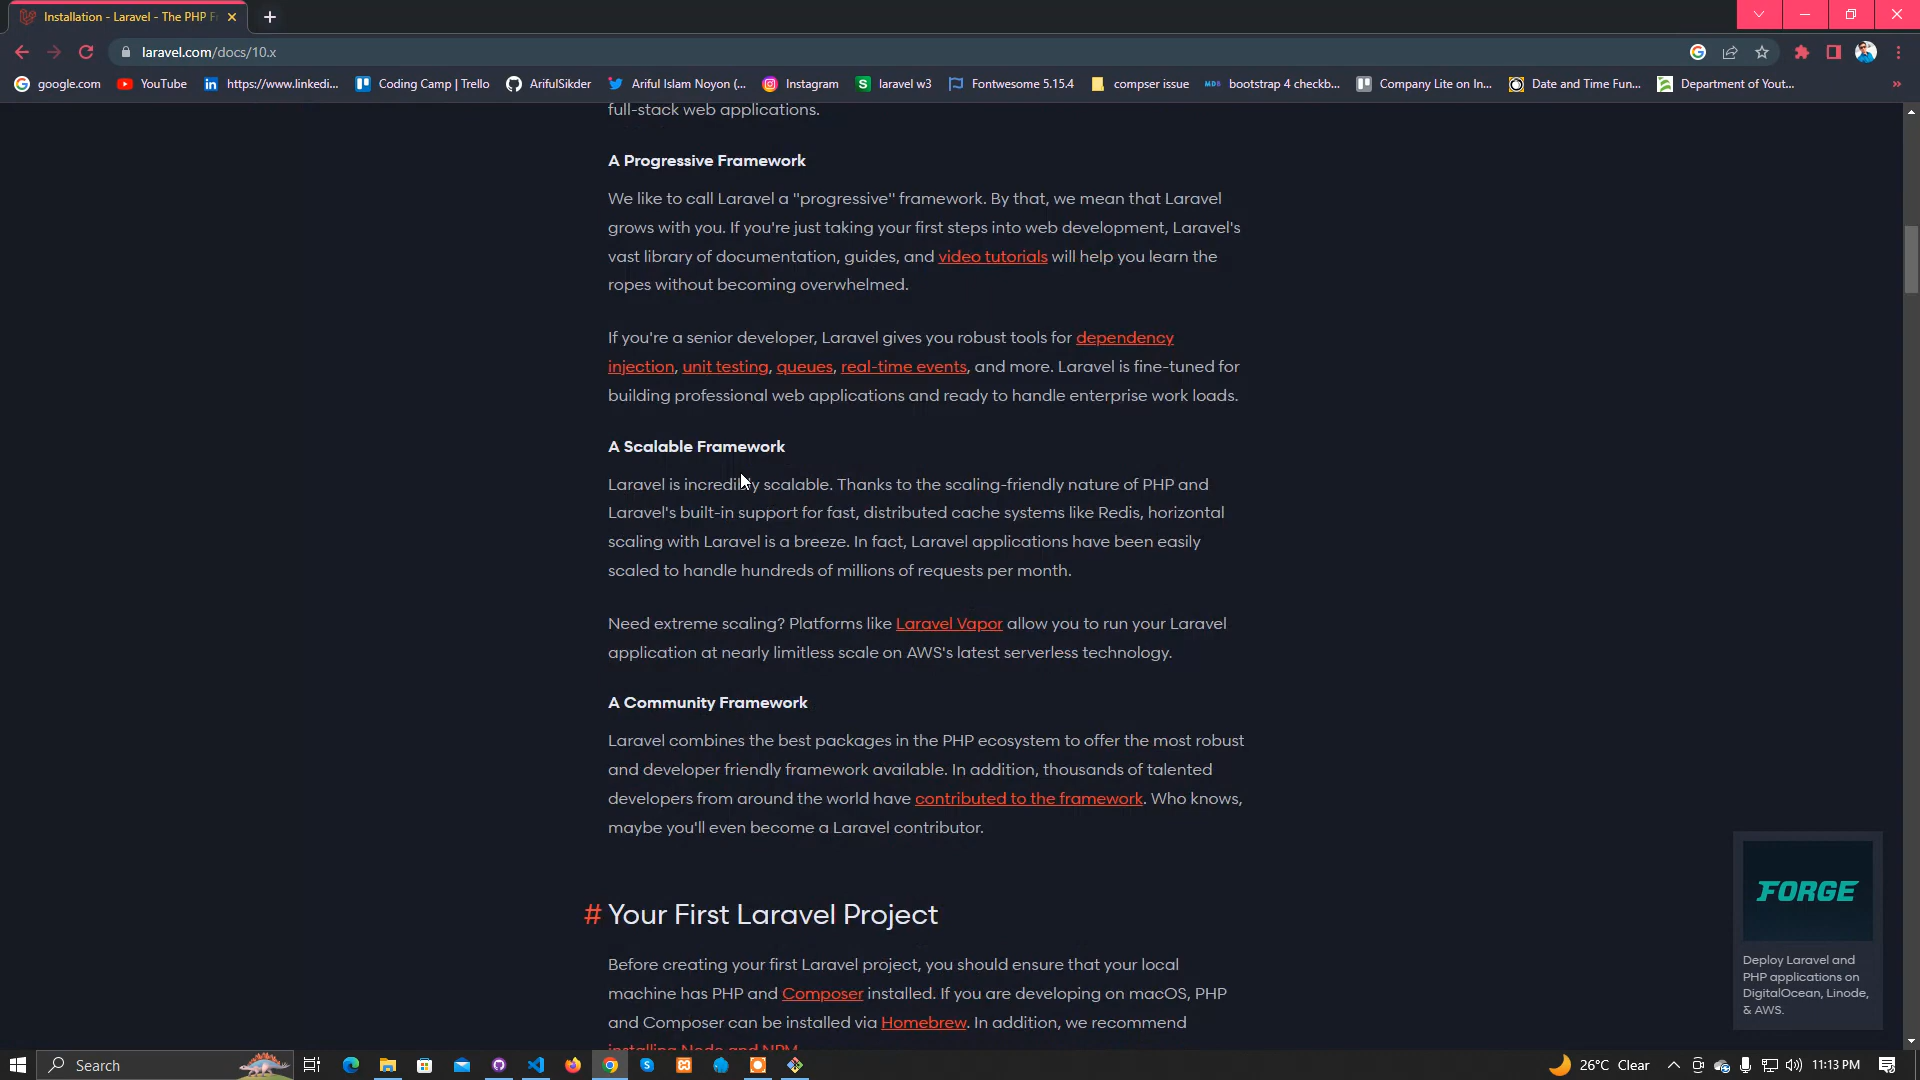 Installation - Laravel - The PHP F
laravel.com/docs/10.x
google.com
YouTube
https://www.linkedi...
Coding Camp | Trello
ArifulSikder
Ariful Islam Noyon (...
Instagram
laravel w3
Fontwesome 5.15.4
compser issue
bootstrap 4 checkb...
Company Lite on In...
Date and Time Fun...
Department of Yout...
full-stack web applications.
A Progressive Framework
We like to call Laravel a "progressive" framework. By that, we mean that Laravel
grows with you. If you're just taking your first steps into web development, Laravel's
vast library of documentation, guides, and video tutorials will help you learn the
ropes without becoming overwhelmed.
If you're a senior developer, Laravel gives you robust tools for dependency
injection, unit testing, queues, real-time events, and more. Laravel is fine-tuned for
building professional web applications and ready to handle enterprise work loads.
A Scalable Framework
Laravel is incredibly scalable. Thanks to the scaling-friendly nature of PHP and
Laravel's built-in support for fast, distributed cache systems like Redis, horizontal
scaling with Laravel is a breeze. In fact, Laravel applications have been easily
scaled to handle hundreds of millions of requests per month.
Need extreme scaling? Platforms like Laravel Vapor allow you to run your Laravel
application at nearly limitless scale on AWS's latest serverless technology.
A Community Framework
Laravel combines the best packages in the PHP ecosystem to offer the most robust
and developer friendly framework available. In addition, thousands of talented
developers from around the world have contributed to the framework. Who knows,
maybe you'll even become a Laravel contributor.
# Your First Laravel Project
Before creating your first Laravel project, you should ensure that your local
machine has PHP and Composer installed. If you are developing on macOS, PHP
and Composer can be installed via Homebrew. In addition, we recommend
installing Node and NPM
FORGE
Deploy Laravel and
PHP applications on
DigitalOcean, Linode,
& AWS.
Search
26°C Clear
11:13 PM